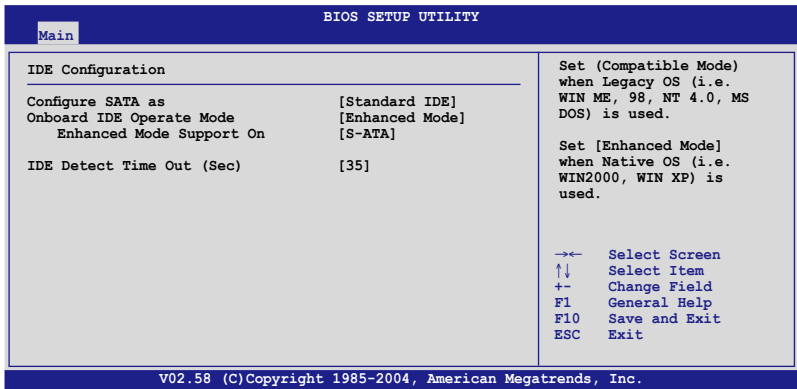 BIOS SETUP UTILITY
Main
IDE Configuration
Configure SATA as [Standard IDE]
Onboard IDE Operate Mode [Enhanced Mode]
Enhanced Mode Support On [S-ATA]
IDE Detect Time Out (Sec) [35]
Set (Compatible Mode)
when Legacy OS (i.e.
WIN ME, 98, NT 4.0, MS
DOS) is used.
Set [Enhanced Mode]
when Native OS (i.e.
WIN2000, WIN XP) is
used.
→← Select Screen
↑↓ Select Item
+- Change Field
F1 General Help
F10 Save and Exit
ESC Exit
V02.58 (C)Copyright 1985-2004, American Megatrends, Inc.